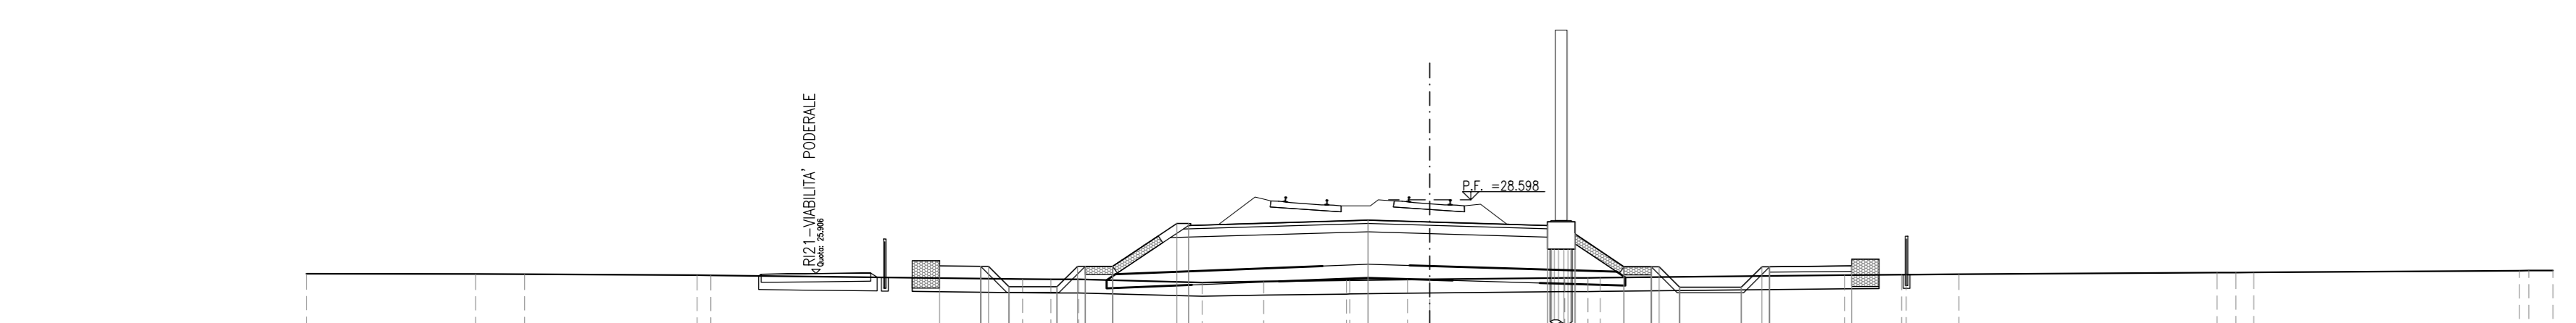 RI21-VIABILITA' PODERALE
Quota: 25.906
P.F. =28.598